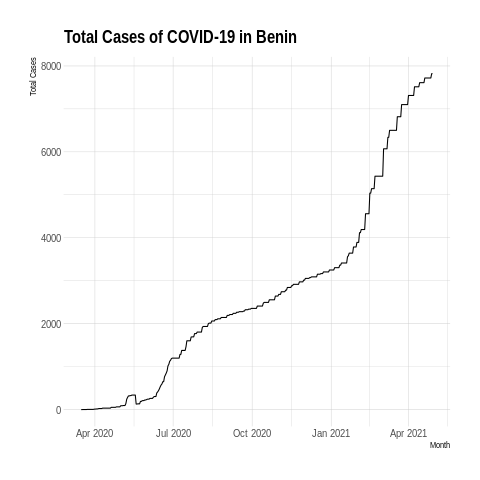 Total Cases of COVID-19 in Benin
Total Cases
8000
6000
4000
2000
0
Apr 2020 Jul 2020 Oct 2020 Jan 2021 Apr 2021
Month